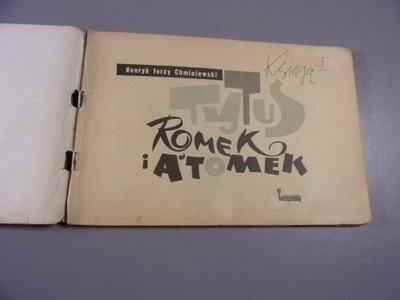 Henryk Jerzy Chmielewski
Księga I
TyTUS
ROMEK
i A'TOMEK